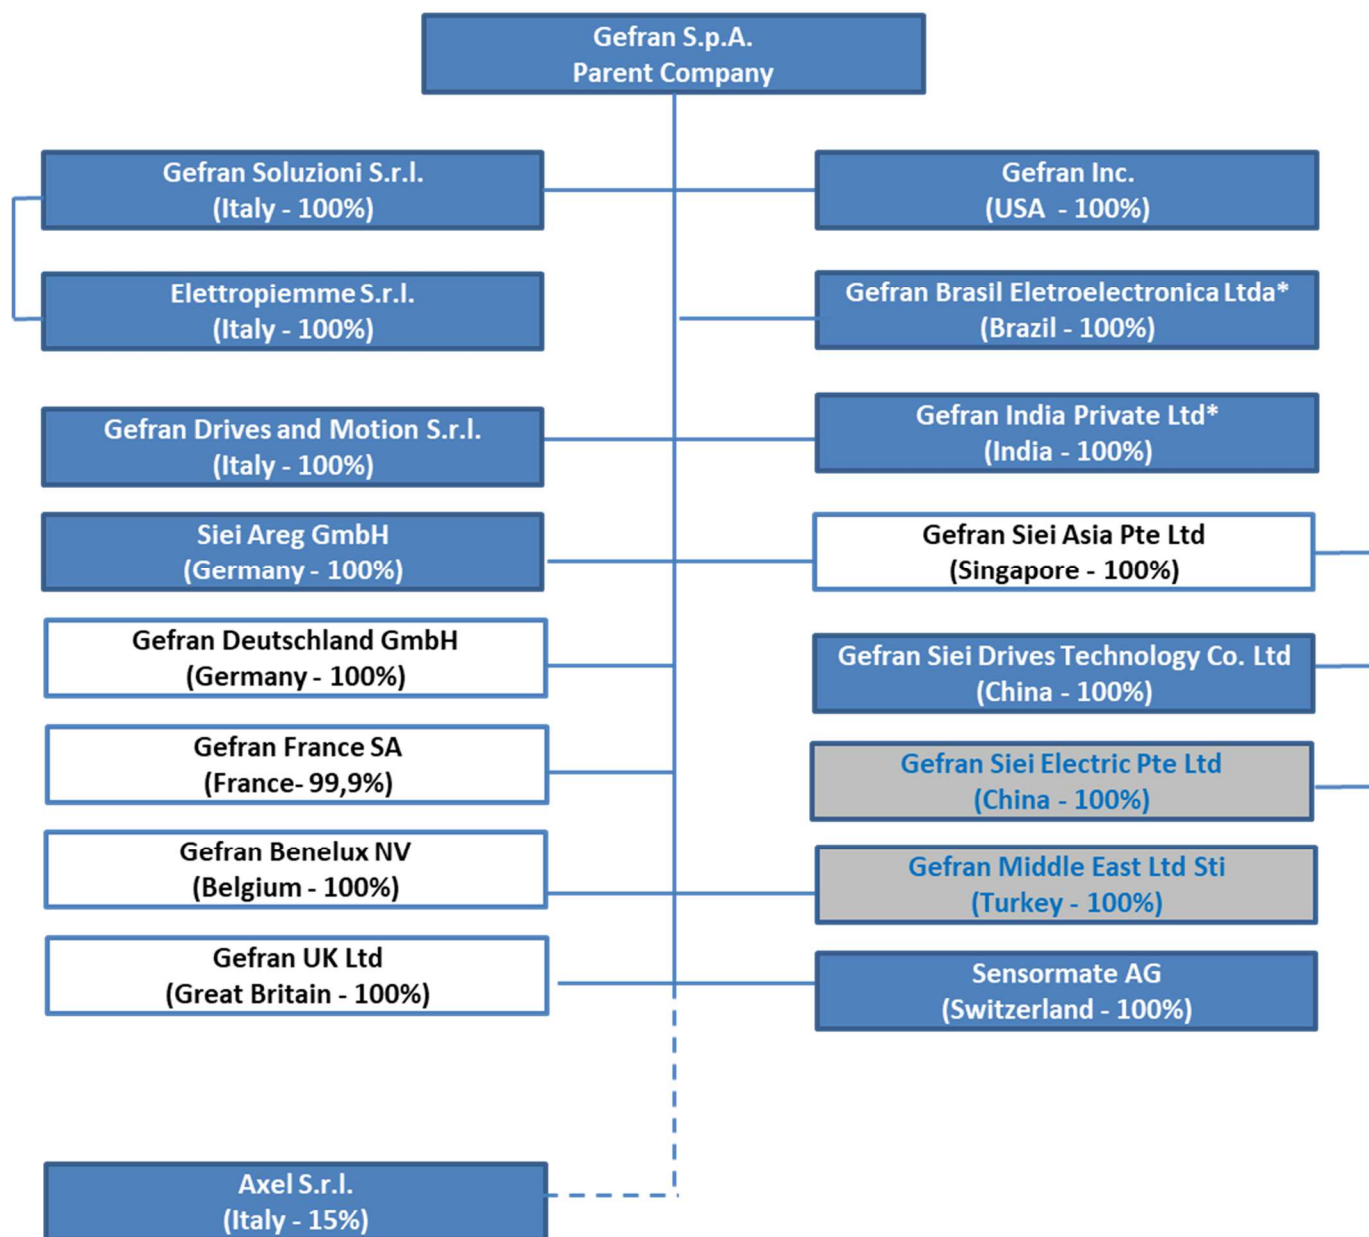 Gefran S.p.A.
Parent Company
Gefran Soluzioni S.r.l.
(Italy - 100%)
Gefran Inc.
(USA - 100%)
Elettropiemme S.r.l.
(Italy - 100%)
Gefran Brasil Eletroelectronica Ltda*
(Brazil - 100%)
Gefran Drives and Motion S.r.l.
(Italy - 100%)
Gefran India Private Ltd*
(India - 100%)
Siei Areg GmbH
(Germany - 100%)
Gefran Siei Asia Pte Ltd
(Singapore - 100%)
Gefran Deutschland GmbH
(Germany - 100%)
Gefran Siei Drives Technology Co. Ltd
(China - 100%)
Gefran France SA
(France- 99,9%)
Gefran Siei Electric Pte Ltd
(China - 100%)
Gefran Benelux NV
(Belgium - 100%)
Gefran Middle East Ltd Sti
(Turkey - 100%)
Gefran UK Ltd
(Great Britain - 100%)
Sensormate AG
(Switzerland - 100%)
Axel S.r.l.
(Italy - 15%)